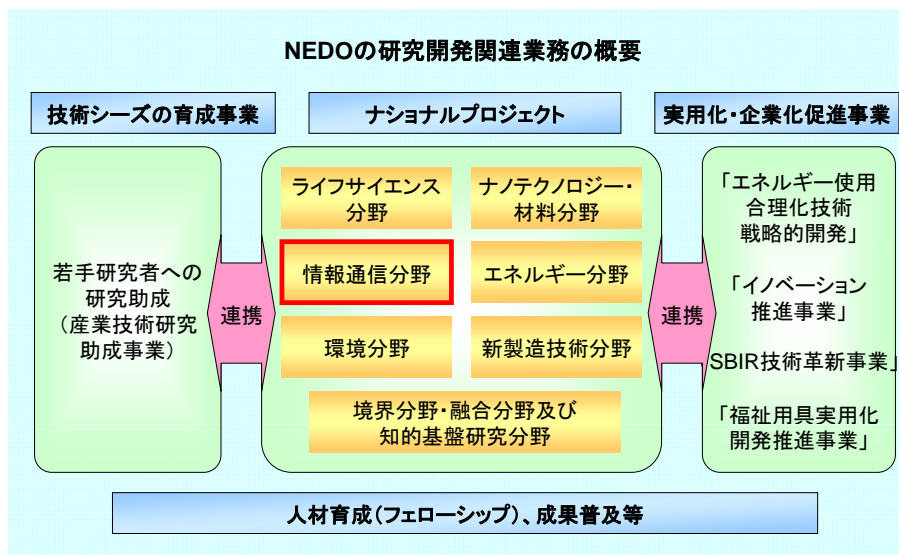 NEDOの研究開発関連業務の概要
技術シーズの育成事業
ナショナルプロジェクト
実用化・企業化促進事業
若手研究者への
研究助成
(産業技術研究
助成事業)
連携
ライフサイエンス
分野
ナノテクノロジー・
材料分野
情報通信分野
エネルギー分野
環境分野
新製造技術分野
境界分野・融合分野及び
知的基盤研究分野
連携
「エネルギー使用
合理化技術
戦略的開発」
「イノベーション
推進事業」
SBIR技術革新事業」
「福祉用具実用化
開発推進事業」
人材育成(フェローシップ)、成果普及等